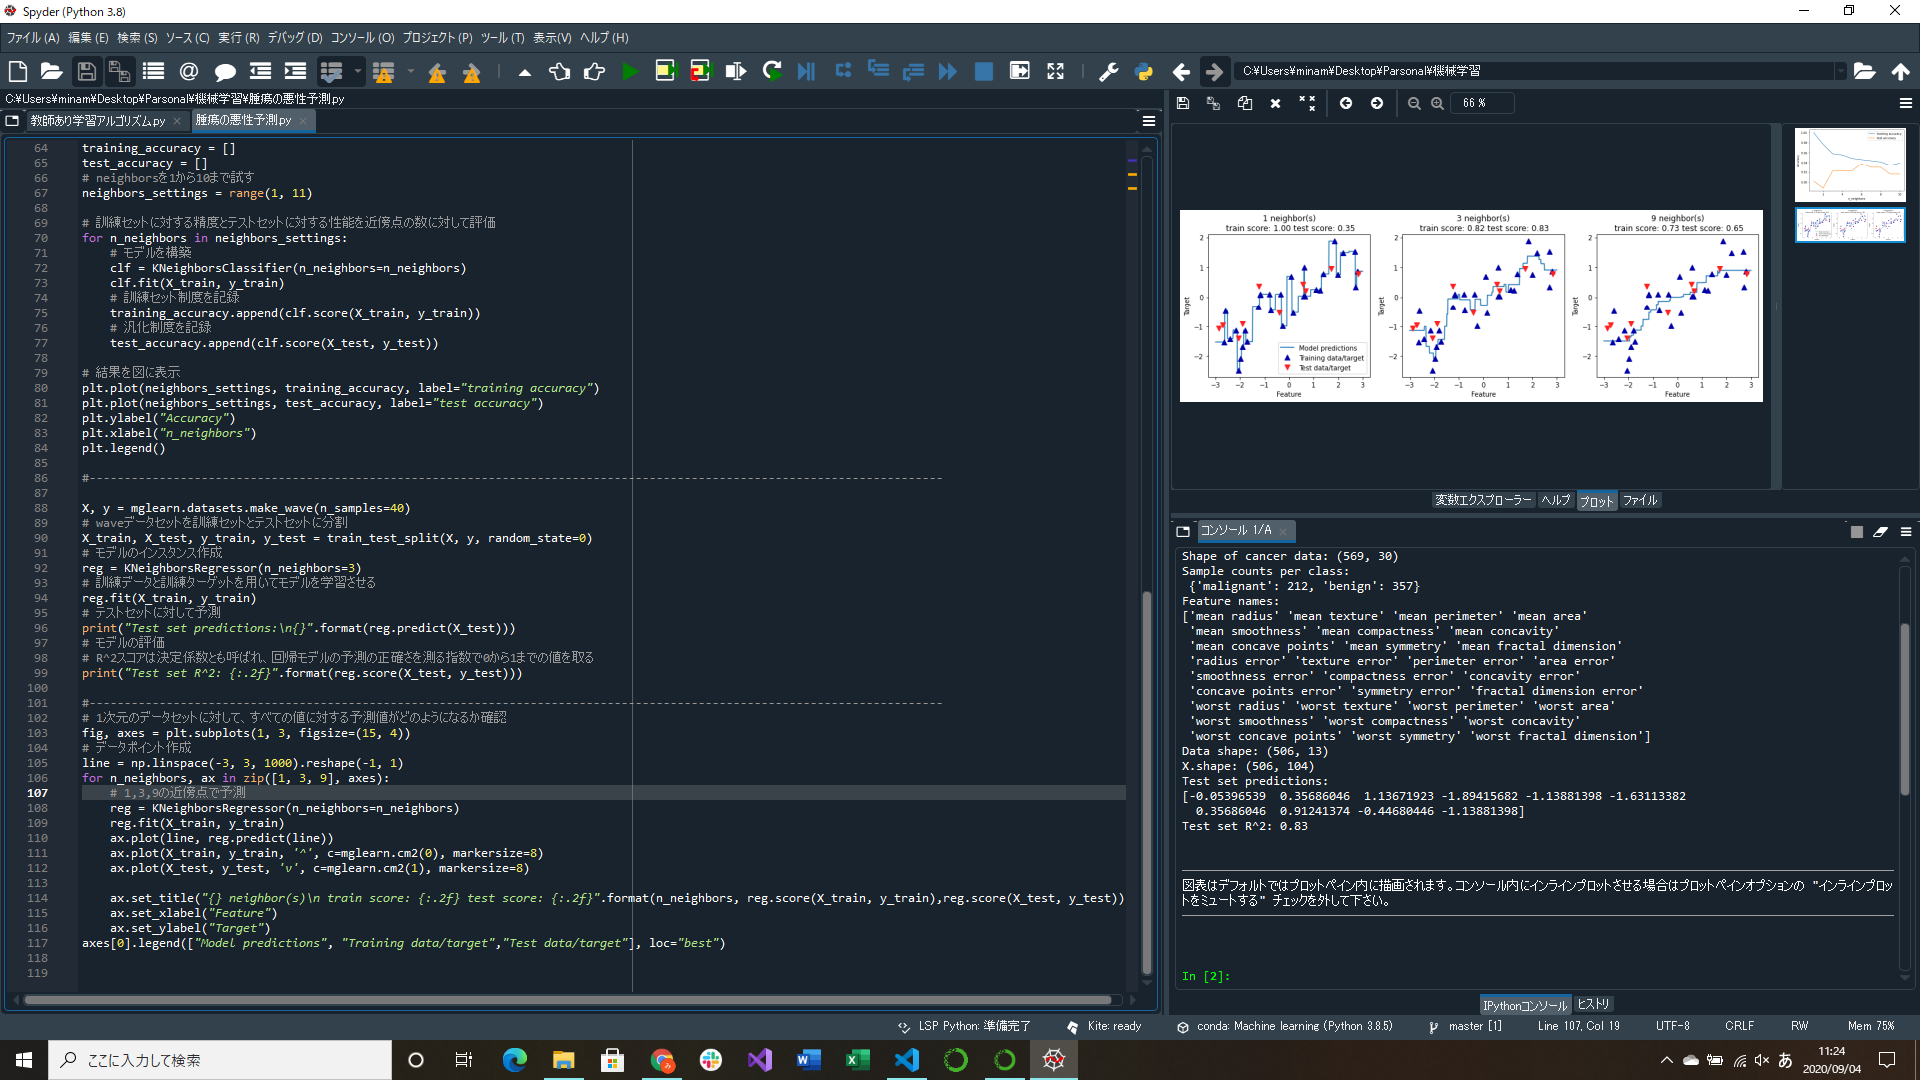 Spyder (Python 3.8)
ファイル (A) 編集 (E) 検索 (S) ソース (C) 実行 (R) デバッグ (D) コンソール (O) プロジェクト (P) ツール (T) 表示(V) ヘルプ (H)
C:¥Users¥minam¥Desktop¥Parsonal¥機械学習
C:¥Users¥minam¥Desktop¥Parsonal¥機械学習¥腫瘍の悪性予測.py
教師あり学習アルゴリズム.py
腫瘍の悪性予測.py
64 training_accuracy = []
65 test_accuracy = []
66 # neighborsを1から10まで試す
67 neighbors_settings = range(1, 11)
68
69 # 訓練セットに対する精度とテストセットに対する性能を近傍点の数に対して評価
70 for n_neighbors in neighbors_settings:
71 # モデルを構築
72 clf = KNeighborsClassifier(n_neighbors=n_neighbors)
73 clf.fit(X_train, y_train)
74 # 訓練セット制度を記録
75 training_accuracy.append(clf.score(X_train, y_train))
76 # 汎化制度を記録
77 test_accuracy.append(clf.score(X_test, y_test))
78
79 # 結果を図に表示
80 plt.plot(neighbors_settings, training_accuracy, label="training accuracy")
81 plt.plot(neighbors_settings, test_accuracy, label="test accuracy")
82 plt.ylabel("Accuracy")
83 plt.xlabel("n_neighbors")
84 plt.legend()
85
86 #---------------------------------------------------------------------------------------------------------------------------
87
88 X, y = mglearn.datasets.make_wave(n_samples=40)
89 # waveデータセットを訓練セットとテストセットに分割
90 X_train, X_test, y_train, y_test = train_test_split(X, y, random_state=0)
91 # モデルのインスタンス作成
92 reg = KNeighborsRegressor(n_neighbors=3)
93 # 訓練データと訓練ターゲットを用いてモデルを学習させる
94 reg.fit(X_train, y_train)
95 # テストセットに対して予測
96 print("Test set predictions:\n{}".format(reg.predict(X_test)))
97 # モデルの評価
98 # R^2スコアは決定係数とも呼ばれ、回帰モデルの予測の正確さを測る指数で0から1までの値を取る
99 print("Test set R^2: {:.2f}".format(reg.score(X_test, y_test)))
100
101 #---------------------------------------------------------------------------------------------------------------------------
102 # 1次元のデータセットに対して、すべての値に対する予測値がどのようになるか確認
103 fig, axes = plt.subplots(1, 3, figsize=(15, 4))
104 # データポイント作成
105 line = np.linspace(-3, 3, 1000).reshape(-1, 1)
106 for n_neighbors, ax in zip([1, 3, 9], axes):
107 # 1,3,9の近傍点で予測
108 reg = KNeighborsRegressor(n_neighbors=n_neighbors)
109 reg.fit(X_train, y_train)
110 ax.plot(line, reg.predict(line))
111 ax.plot(X_train, y_train, '^', c=mglearn.cm2(0), markersize=8)
112 ax.plot(X_test, y_test, 'v', c=mglearn.cm2(1), markersize=8)
113
114 ax.set_title("{} neighbor(s)\n train score: {:.2f} test score: {:.2f}".format(n_neighbors, reg.score(X_train, y_train),reg.score(X_test, y_test))
115 ax.set_xlabel("Feature")
116 ax.set_ylabel("Target")
117 axes[0].legend(["Model predictions", "Training data/target","Test data/target"], loc="best")
118
119
66 %
1 neighbor(s)
train score: 1.00 test score: 0.35
3 neighbor(s)
train score: 0.82 test score: 0.83
9 neighbor(s)
train score: 0.73 test score: 0.65
2 1 0 −1 −2
Target
Model predictions
Training data/target
Test data/target
−3 −2 −1 0 1 2 3
Feature
2 1 0 −1 −2
Target
−3 −2 −1 0 1 2 3
Feature
2 1 0 −1 −2
Target
−3 −2 −1 0 1 2 3
Feature
変数エクスプローラー ヘルプ プロット ファイル
コンソール 1/A
Shape of cancer data: (569, 30)
Sample counts per class:
{'malignant': 212, 'benign': 357}
Feature names:
['mean radius' 'mean texture' 'mean perimeter' 'mean area'
'mean smoothness' 'mean compactness' 'mean concavity'
'mean concave points' 'mean symmetry' 'mean fractal dimension'
'radius error' 'texture error' 'perimeter error' 'area error'
'smoothness error' 'compactness error' 'concavity error'
'concave points error' 'symmetry error' 'fractal dimension error'
'worst radius' 'worst texture' 'worst perimeter' 'worst area'
'worst smoothness' 'worst compactness' 'worst concavity'
'worst concave points' 'worst symmetry' 'worst fractal dimension']
Data shape: (506, 13)
X.shape: (506, 104)
Test set predictions:
[-0.05396539 0.35686046 1.13671923 -1.89415682 -1.13881398 -1.63113382
0.35686046 0.91241374 -0.44680446 -1.13881398]
Test set R^2: 0.83
図表はデフォルトではプロットペイン内に描画されます。コンソール内にインラインプロットさせる場合はプロットペインオプションの "インラインプロッ
トをミュートする" チェックを外して下さい。
In [2]:
IPythonコンソール ヒストリ
LSP Python: 準備完了 Kite: ready conda: Machine learning (Python 3.8.5) master [1] Line 107, Col 19 UTF-8 CRLF RW Mem 75%
ここに入力して検索
あ
11:24
2020/09/04